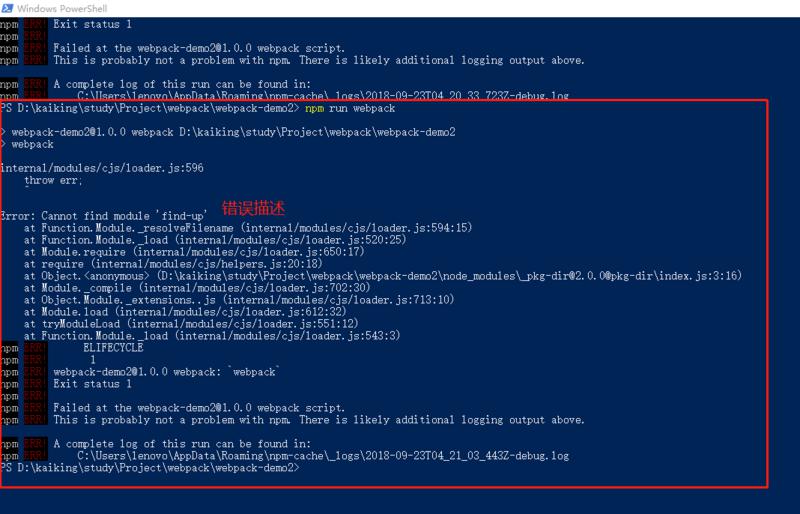 Windows PowerShell
npm ERR! Exit status 1
npm ERR!
npm ERR! Failed at the webpack-demo2@1.0.0 webpack script.
npm ERR! This is probably not a problem with npm. There is likely additional logging output above.
npm ERR! A complete log of this run can be found in:
npm ERR!     C:\Users\lenovo\AppData\Roaming\npm-cache\_logs\2018-09-23T04_20_33_723Z-debug.log
PS D:\kaiking\study\Project\webpack\webpack-demo2> npm run webpack
> webpack-demo2@1.0.0 webpack D:\kaiking\study\Project\webpack\webpack-demo2
> webpack
internal/modules/cjs/loader.js:596
    throw err;
    ^
Error: Cannot find module 'find-up' 错误描述
    at Function.Module._resolveFilename (internal/modules/cjs/loader.js:594:15)
    at Function.Module._load (internal/modules/cjs/loader.js:520:25)
    at Module.require (internal/modules/cjs/loader.js:650:17)
    at require (internal/modules/cjs/helpers.js:20:18)
    at Object.<anonymous> (D:\kaiking\study\Project\webpack\webpack-demo2\node_modules\_pkg-dir@2.0.0@pkg-dir\index.js:3:16)
    at Module._compile (internal/modules/cjs/loader.js:702:30)
    at Object.Module._extensions..js (internal/modules/cjs/loader.js:713:10)
    at Module.load (internal/modules/cjs/loader.js:612:32)
    at tryModuleLoad (internal/modules/cjs/loader.js:551:12)
    at Function.Module._load (internal/modules/cjs/loader.js:543:3)
npm ERR!     ELIFECYCLE
npm ERR!     1
npm ERR! webpack-demo2@1.0.0 webpack: `webpack`
npm ERR! Exit status 1
npm ERR!
npm ERR! Failed at the webpack-demo2@1.0.0 webpack script.
npm ERR! This is probably not a problem with npm. There is likely additional logging output above.
npm ERR! A complete log of this run can be found in:
npm ERR!     C:\Users\lenovo\AppData\Roaming\npm-cache\_logs\2018-09-23T04_21_03_443Z-debug.log
PS D:\kaiking\study\Project\webpack\webpack-demo2>